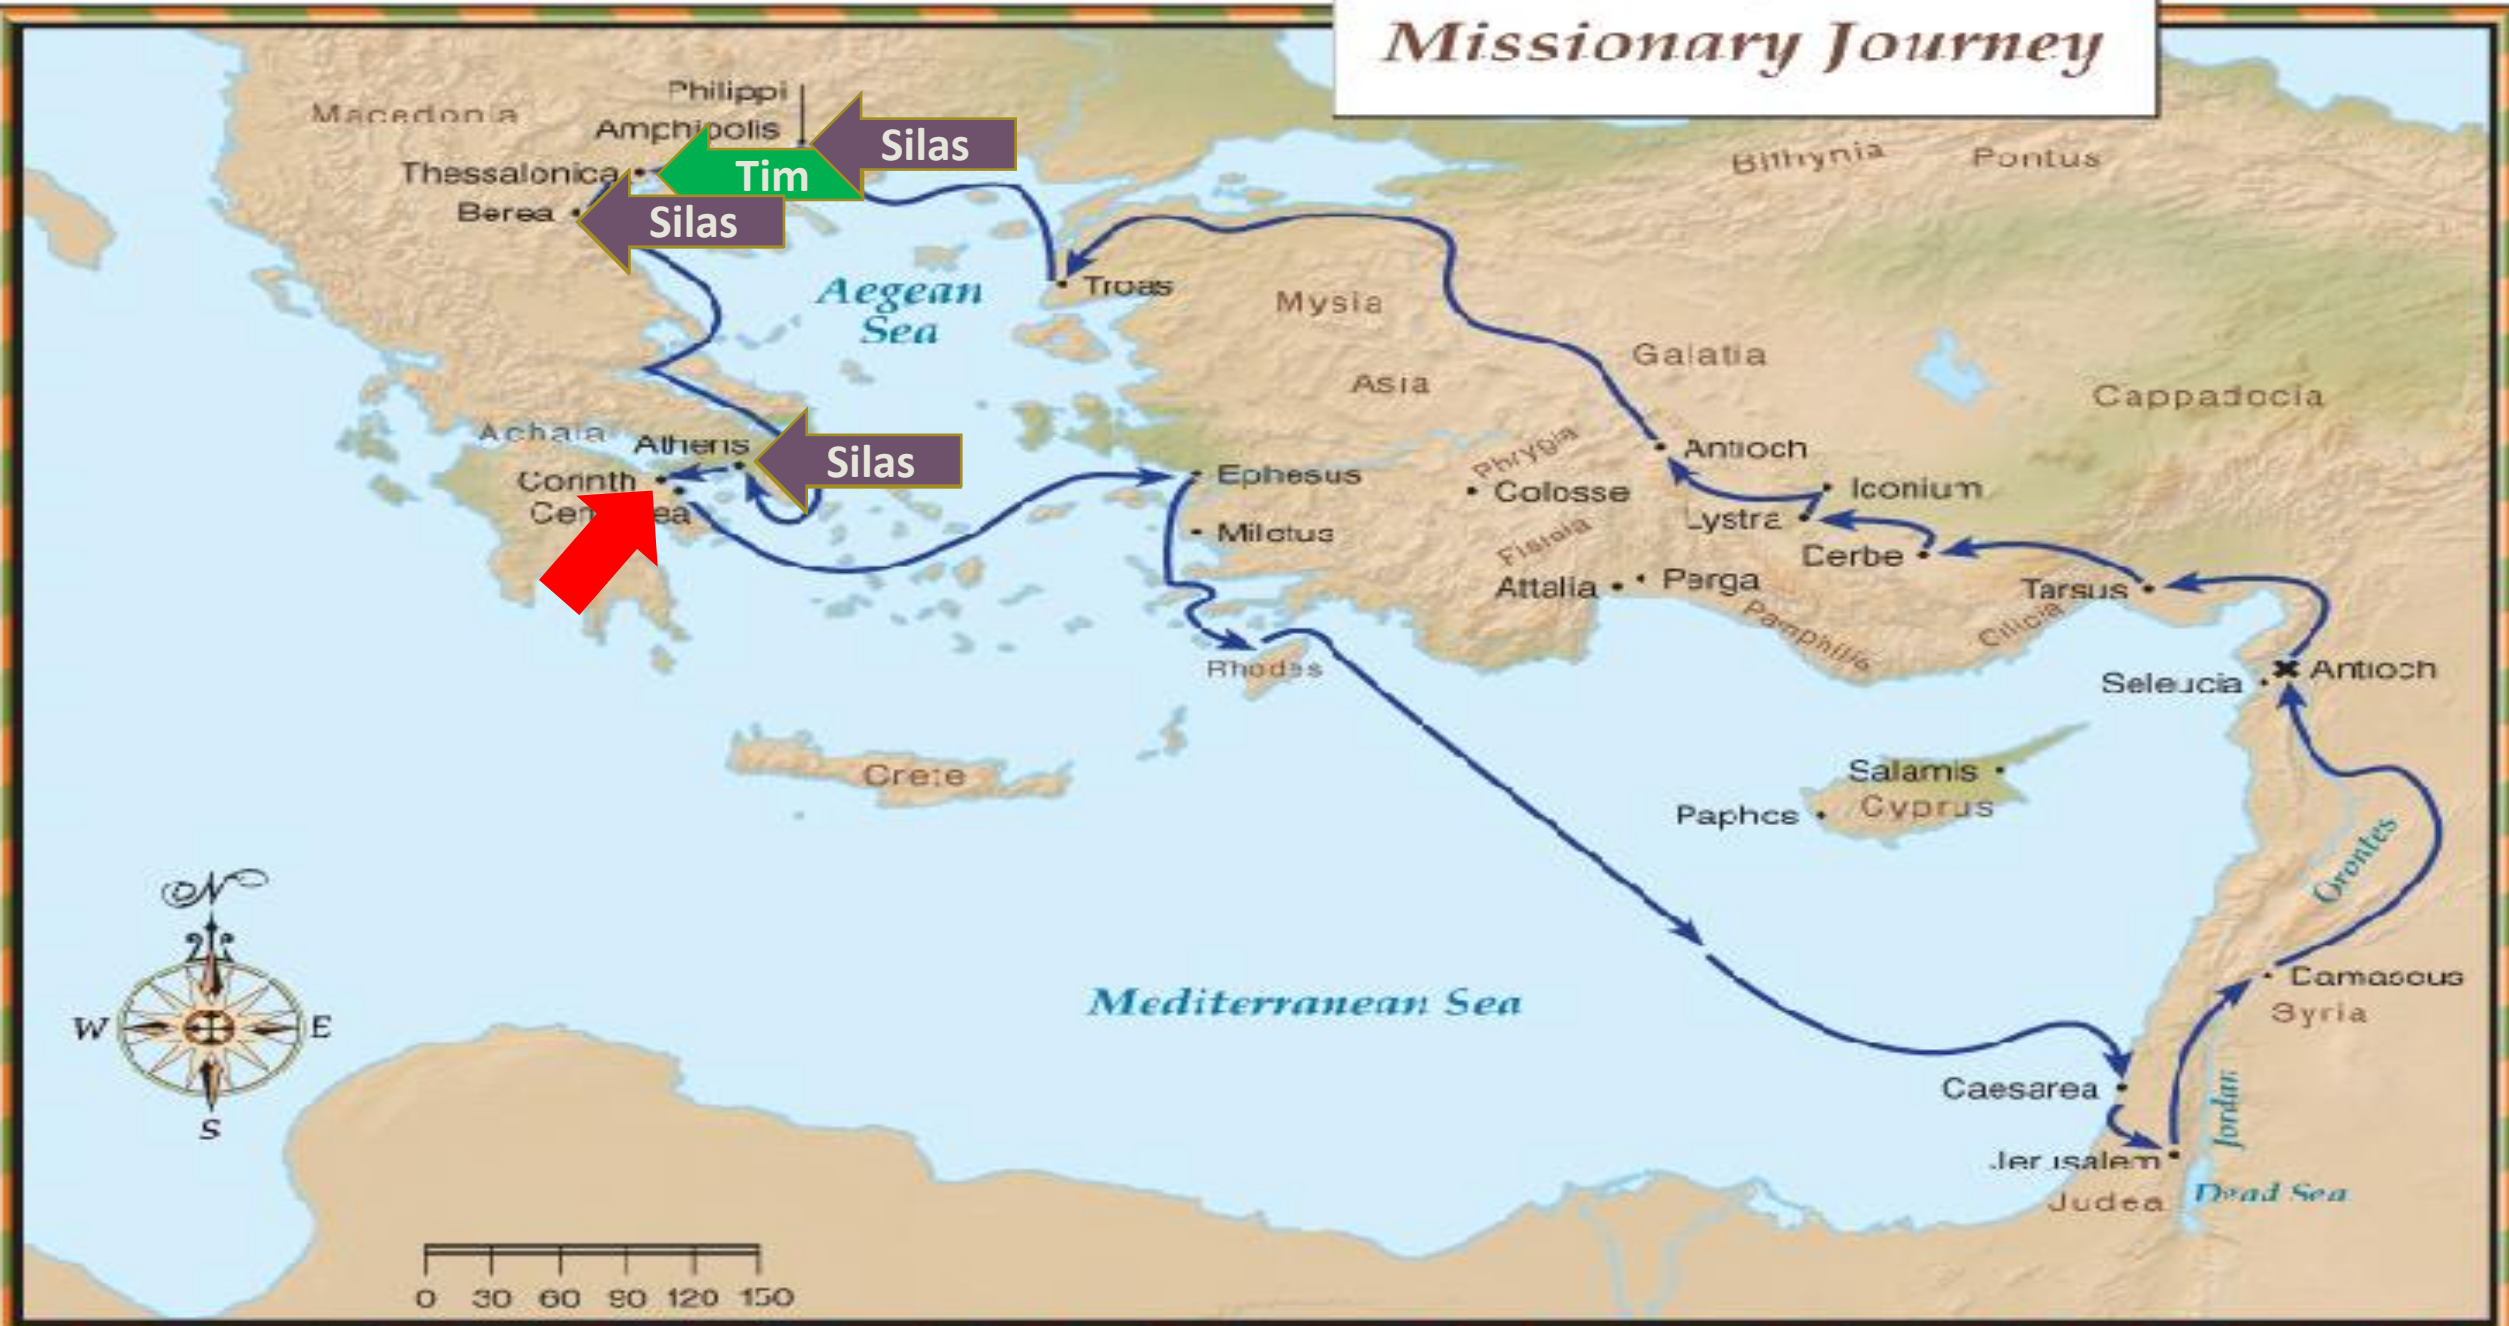 Missionary Journey
Philippi
Macedonia
Amphipolis
Silas
Thessalonica
Tim
Berea
Silas
Bithynia
Pontus
Aegean
Sea
Troas
Mysia
Galatia
Asia
Cappadocia
Achaia
Athens
Silas
Corinth
Ephesus
Phrygia
Colosse
Antioch
Iconium
Lystra
Miletus
Pisidia
Derbe
Attalia
Perga
Tarsus
Pamphilia
Cilicia
Rhodes
Seleucia
Antioch
Crete
Salamis
Cyprus
Paphos
Orontes
N
W
E
S
Mediterranean Sea
Damascus
Syria
Caesarea
Jordan
Jerusalem
Judea
Dead Sea
0 30 60 90 120 150